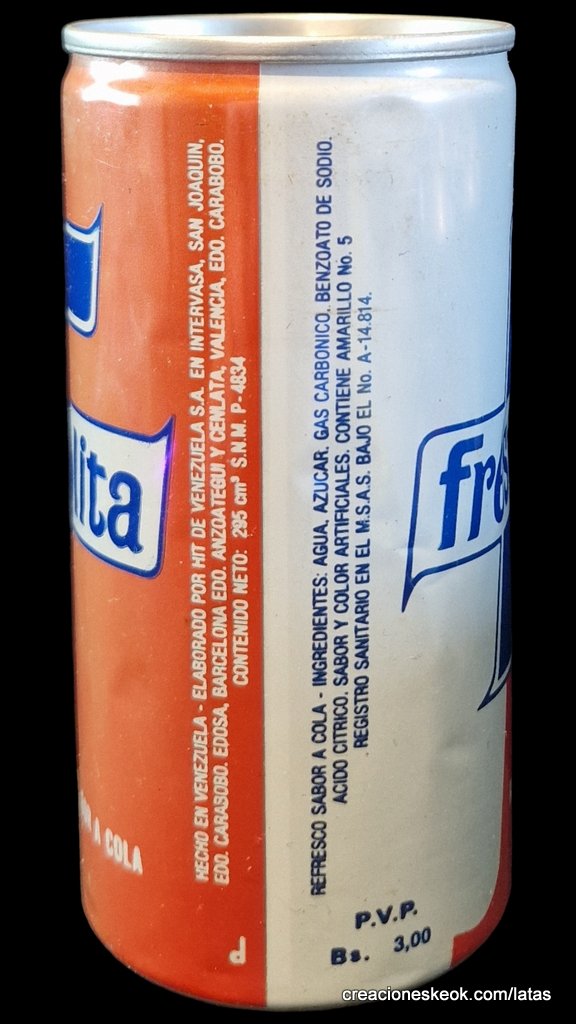 lita
A COLA
HECHO EN VENEZUELA - ELABORADO POR HIT DE VENEZUELA S.A. EN INTERVASA, SAN JOAQUIN,
EDO. CARABOBO. EDOSA, BARCELONA EDO. ANZOATEGUI Y CEMLATA, VALENCIA, EDO. CARABOBO.
CONTENIDO NETO: 295 cm³ S.N.M. P-4834
d
REFRESCO SABOR A COLA - INGREDIENTES: AGUA, AZUCAR, GAS CARBONICO, BENZOATO DE SODIO.
ACIDO CITRICO. SABOR Y COLOR ARTIFICIALES. CONTIENE AMARILLO No. 5
REGISTRO SANITARIO EN EL M.S.A.S. BAJO EL No. A-14.814.
P.V.P.
Bs. 3,00
fres
creacioneskeok.com/latas